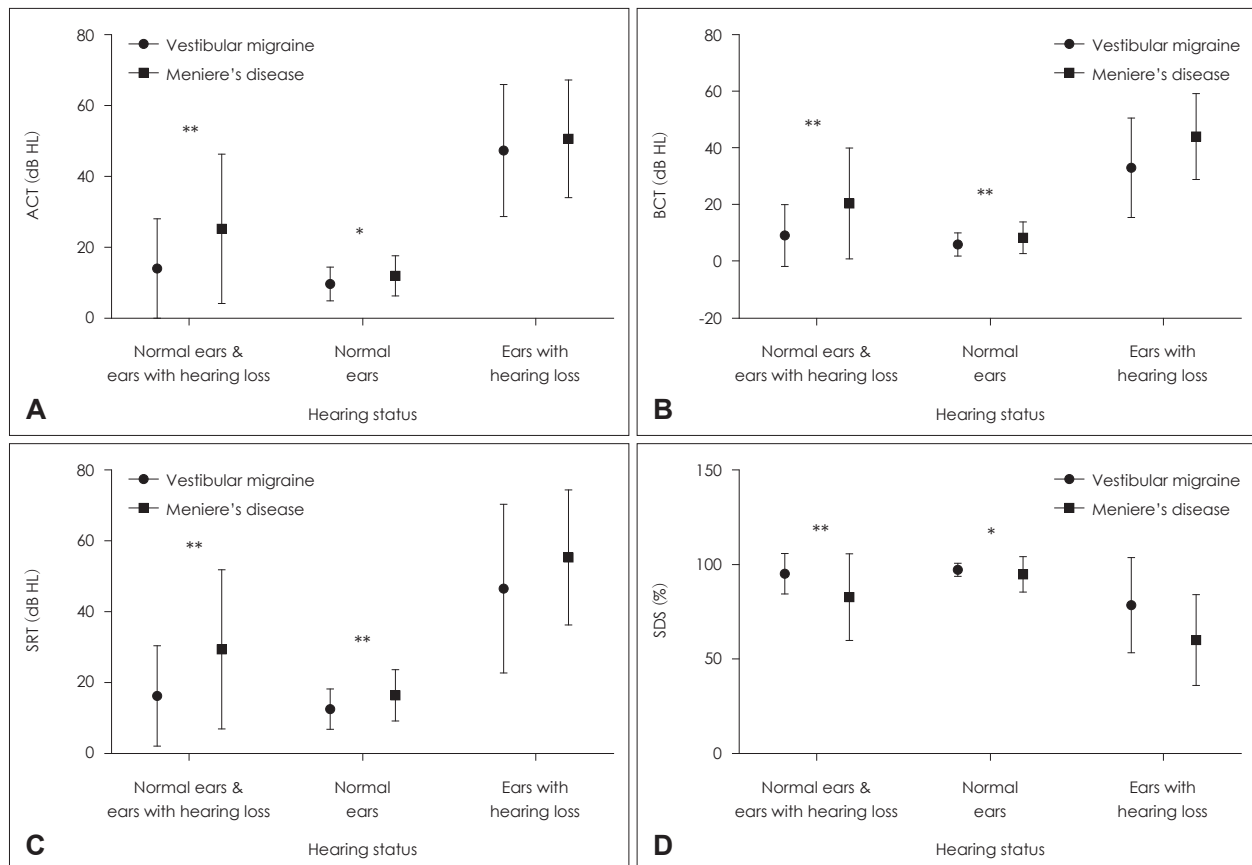 80
60
40
20
0
ACT (dB HL)
Vestibular migraine
Meniere's disease
**
*
Normal ears &
ears with hearing loss
Normal
ears
Ears with
hearing loss
Hearing status
A
80
60
40
20
0
-20
BCT (dB HL)
Vestibular migraine
Meniere's disease
**
**
Normal ears &
ears with hearing loss
Normal
ears
Ears with
hearing loss
Hearing status
B
80
60
40
20
0
SRT (dB HL)
Vestibular migraine
Meniere's disease
**
**
Normal ears &
ears with hearing loss
Normal
ears
Ears with
hearing loss
Hearing status
C
150
100
50
0
SDS (%)
Vestibular migraine
Meniere's disease
**
*
Normal ears &
ears with hearing loss
Normal
ears
Ears with
hearing loss
Hearing status
D